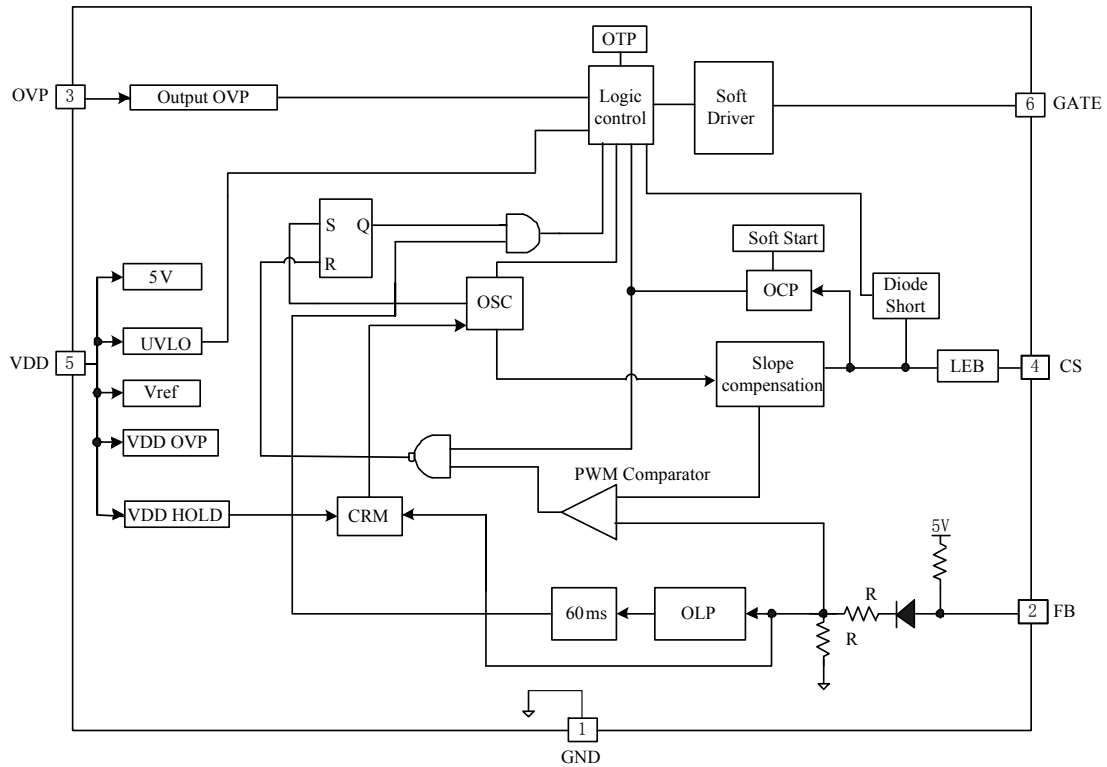 OTP
OVP
3
Output OVP
Logic
control
Soft
Driver
6
GATE
S
Q
R
Soft Start
5V
OSC
OCP
Diode
Short
VDD
5
UVLO
Slope
compensation
LEB
4
CS
Vref
VDD OVP
PWM Comparator
VDD HOLD
CRM
5V
60ms
OLP
R
R
2
FB
1
GND